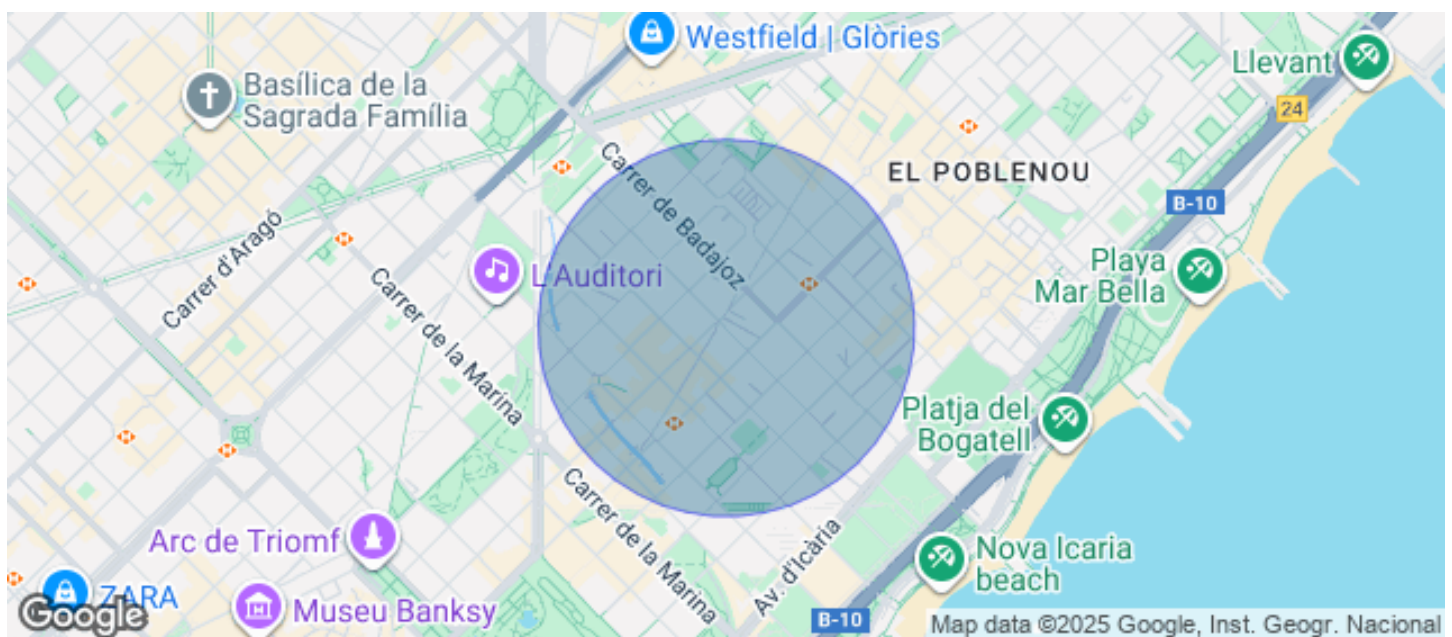 Westfield | Glòries
Llevant
Basílica de la
Sagrada Família
24
Carrer de Badajoz
EL POBLENOU
B-10
Carrer d'Aragó
L'Auditori
Playa
Mar Bella
Carrer de la Marina
Platja del
Bogatell
Carrer de la Marina
Av. d'Icària
Arc de Triomf
Nova Icaria
beach
ZARA
Museu Banksy
Google
B-10
Map data ©2025 Google, Inst. Geogr. Nacional